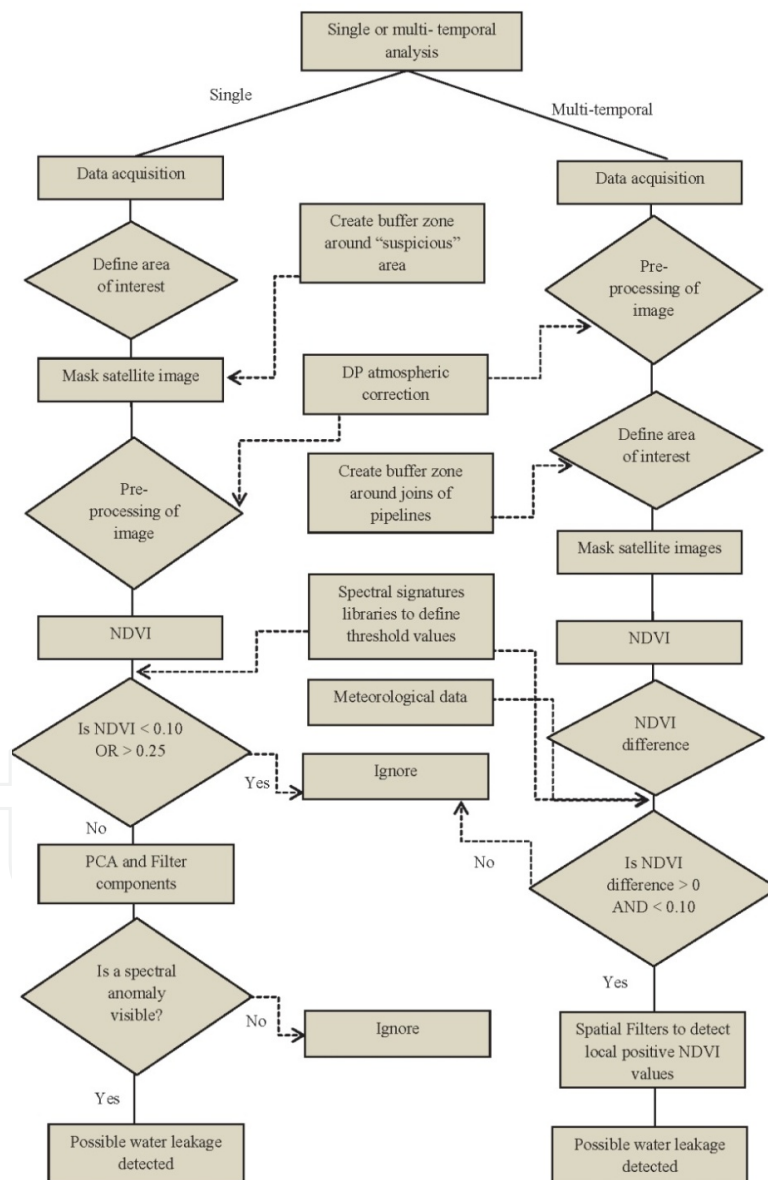 Single or multi- temporal
analysis
Single
Multi-temporal
Data acquisition
Data acquisition
Create buffer zone
around “suspicious”
area
Define area
of interest
Pre-
processing of
image
Mask satellite image
DP atmospheric
correction
Define area
of interest
Create buffer zone
around joins of
pipelines
Pre-
processing of
image
Mask satellite images
Spectral signatures
libraries to define
threshold values
NDVI
NDVI
Meteorological data
Is NDVI < 0.10
OR > 0.25
NDVI
difference
Yes
Ignore
No
No
PCA and Filter
components
Is NDVI
difference > 0
AND < 0.10
Is a spectral
anomaly
visible?
No
Ignore
Yes
Spatial Filters to detect
local positive NDVI
values
Yes
Possible water leakage
detected
Possible water leakage
detected